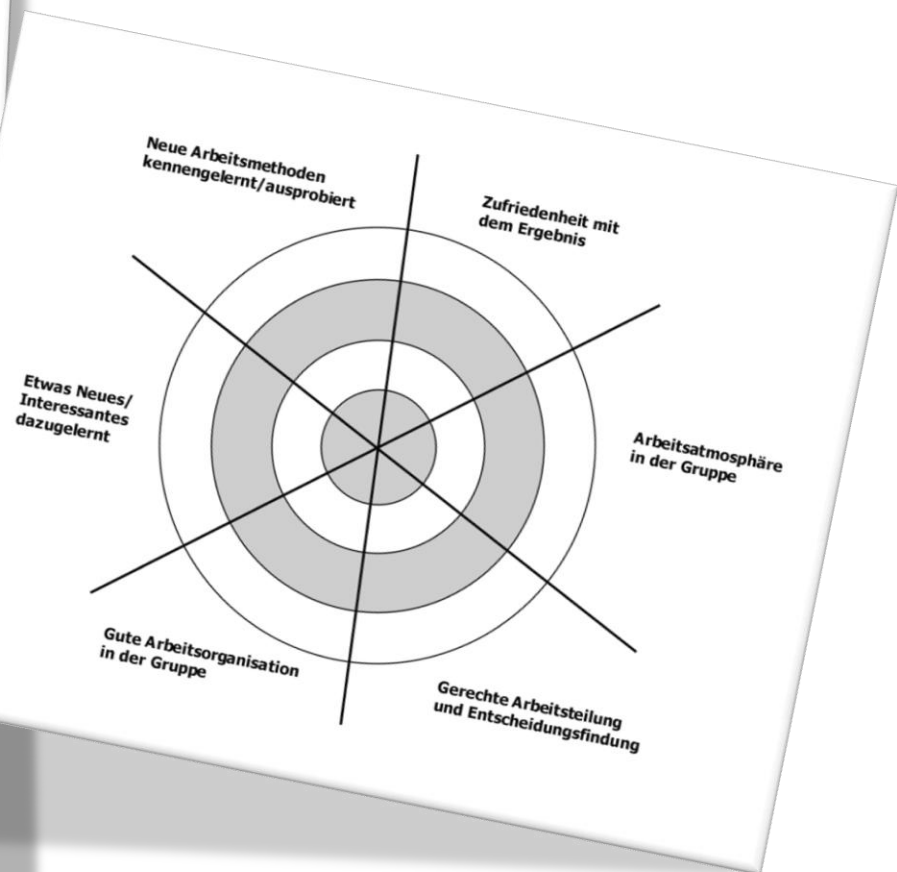 Neue Arbeitsmethoden
kennengelernt/ausprobiert
Zufriedenheit mit
dem Ergebnis
Etwas Neues/
Interessantes
dazugelernt
Arbeitsatmosphäre
in der Gruppe
Gute Arbeitsorganisation
in der Gruppe
Gerechte Arbeitsteilung
und Entscheidungsfindung